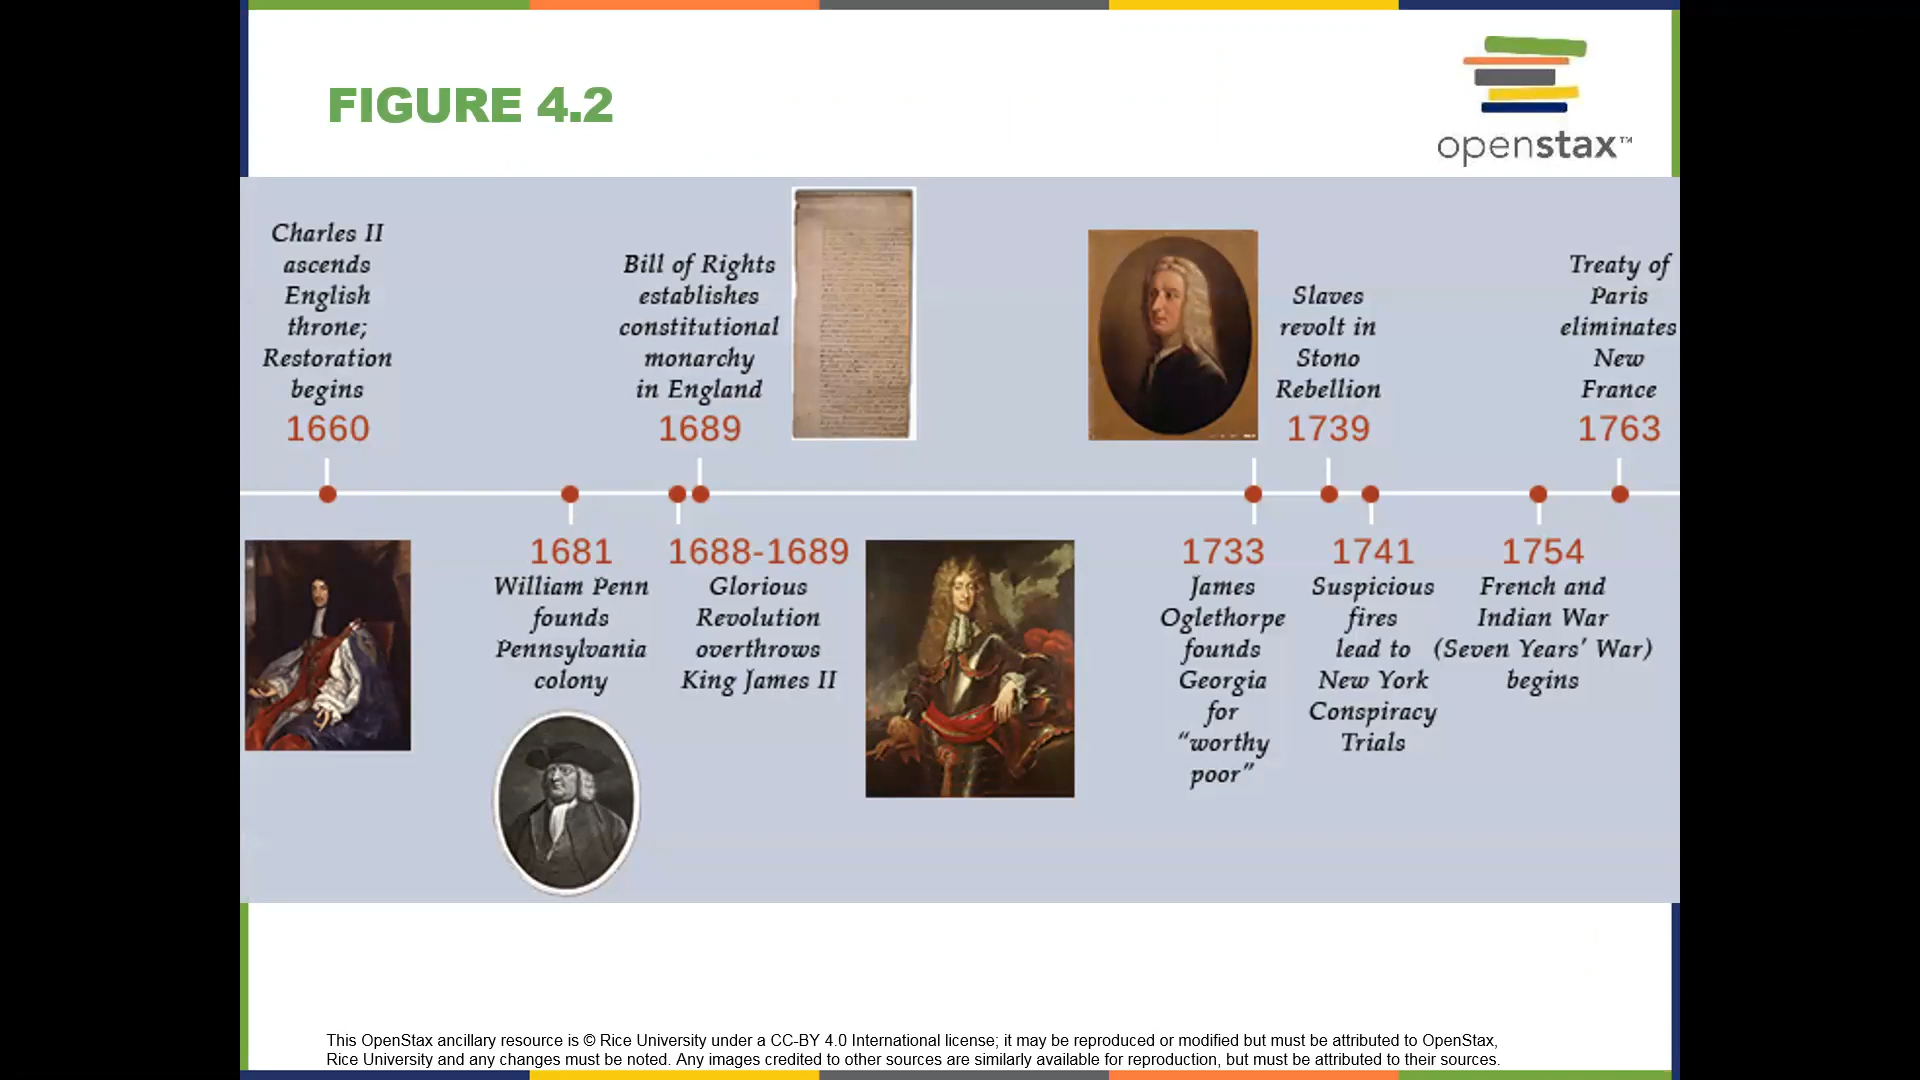 FIGURE 4.2
openstax™
Charles II
ascends
English
throne;
Restoration
begins
1660
Bill of Rights
establishes
constitutional
monarchy
in England
1689
Slaves
revolt in
Stono
Rebellion
1739
Treaty of
Paris
eliminates
New
France
1763
1681
William Penn
founds
Pennsylvania
colony
1688-1689
Glorious
Revolution
overthrows
King James II
1733
James
Oglethorpe
founds
Georgia
for
“worthy
poor”
1741
Suspicious
fires
lead to
New York
Conspiracy
Trials
1754
French and
Indian War
(Seven Years’ War)
begins
This OpenStax ancillary resource is © Rice University under a CC-BY 4.0 International license; it may be reproduced or modified but must be attributed to OpenStax,
Rice University and any changes must be noted. Any images credited to other sources are similarly available for reproduction, but must be attributed to their sources.